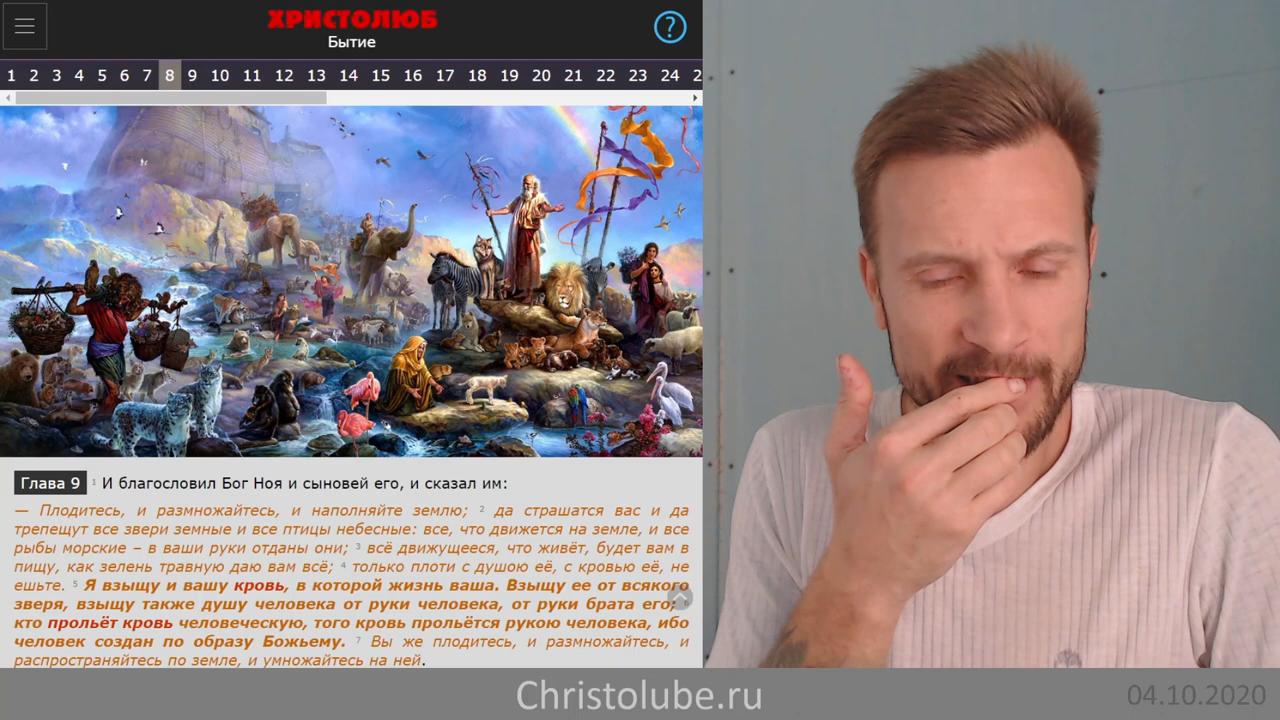 ХРИСТОЛЮБ
Бытие
1 2 3 4 5 6 7 8 9 10 11 12 13 14 15 16 17 18 19 20 21 22 23 24 2
Глава 9 1 И благословил Бог Ноя и сыновей его, и сказал им:
— Плодитесь, и размножайтесь, и наполняйте землю; 2 да страшатся вас и да
трепещут все звери земные и все птицы небесные: все, что движется на земле, и все
рыбы морские – в ваши руки отданы они; 3 всё движущееся, что живёт, будет вам в
пищу, как зелень травную даю вам всё; 4 только плоти с душою её, с кровью её, не
ешьте. 5 Я взыщу и вашу кровь, в которой жизнь ваша. Взыщу ее от всякого
зверя, взыщу также душу человека от руки человека, от руки брата его;
кто прольёт кровь человеческую, того кровь прольётся рукою человека, ибо
человек создан по образу Божьему. 7 Вы же плодитесь, и размножайтесь, и
распространяйтесь по земле, и умножайтесь на ней.
Christolube.ru
04.10.2020